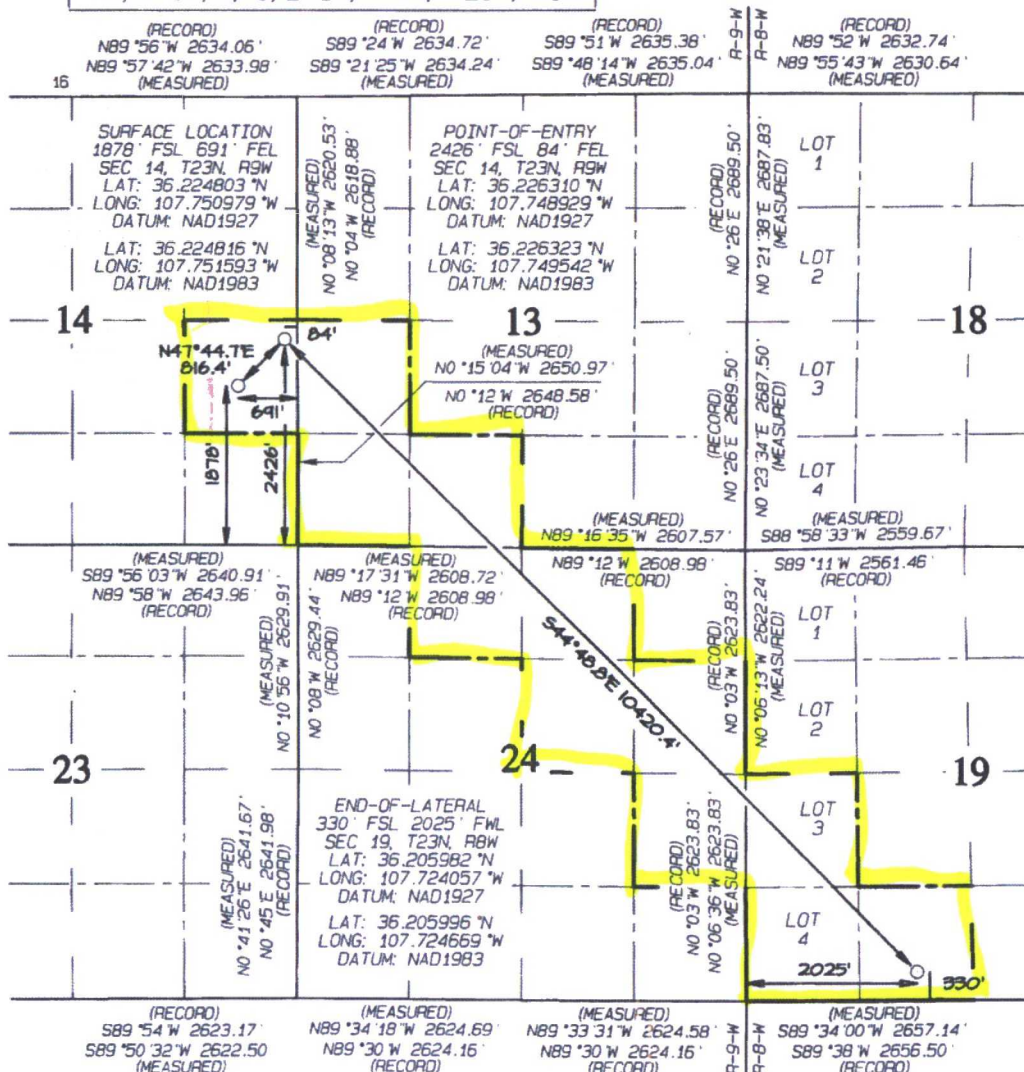 (RECORD)
N89°56'W 2634.06'
N89°57'42"W 2633.98'
(MEASURED)
(RECORD)
S89°24'W 2634.72'
S89°21'25"W 2634.24'
(MEASURED)
(RECORD)
S89°51'W 2635.38'
S89°48'14"W 2635.04'
(MEASURED)
R-9-W
R-8-W
(RECORD)
N89°52'W 2632.74'
N89°55'43"W 2630.64'
(MEASURED)
16
SURFACE LOCATION
1878' FSL 691' FEL
SEC 14, T23N, R9W
LAT: 36.224803°N
LONG: 107.750979°W
DATUM: NAD1927
LAT: 36.224816°N
LONG: 107.751593°W
DATUM: NAD1983
(MEASURED)
N0°08'13"W 2620.53'
N0°04'W 2618.88'
(RECORD)
POINT-OF-ENTRY
2426' FSL 84' FEL
SEC 14, T23N, R9W
LAT: 36.226310°N
LONG: 107.748929°W
DATUM: NAD1927
LAT: 36.226323°N
LONG: 107.749542°W
DATUM: NAD1983
(RECORD)
N0°26'E 2689.50'
N0°21'38"E 2687.83'
(MEASURED)
LOT
1
LOT
2
14
13
18
84'
N47°44.7'E
816.4'
691'
1878'
2426'
(MEASURED)
N0°15'04"W 2650.97'
N0°12'W 2648.58'
(RECORD)
(RECORD)
N0°26'E 2689.50'
N0°23'34"E 2687.50'
(MEASURED)
LOT
3
LOT
4
(MEASURED)
N89°16'35"W 2607.57'
N89°12'W 2608.98'
(RECORD)
(MEASURED)
S88°58'33"W 2559.67'
S89°11'W 2561.46'
(RECORD)
(MEASURED)
S89°56'03"W 2640.91'
N89°58'W 2643.96'
(RECORD)
(MEASURED)
N89°17'31"W 2608.72'
N89°12'W 2608.98'
(RECORD)
(MEASURED)
N0°10'56"W 2629.91'
N0°08'W 2629.44'
(RECORD)
S44°48.8'E 10420.4'
(RECORD)
N0°03'W 2623.83'
N0°06'13"W 2622.24'
(MEASURED)
LOT
1
LOT
2
23
24
19
END-OF-LATERAL
330' FSL 2025' FWL
SEC 19, T23N, R8W
LAT: 36.205982°N
LONG: 107.724057°W
DATUM: NAD1927
LAT: 36.205996°N
LONG: 107.724669°W
DATUM: NAD1983
(MEASURED)
N0°41'26"E 2641.67'
N0°45'E 2641.98'
(RECORD)
(RECORD)
N0°03'W 2623.83'
N0°06'36"W 2623.83'
(MEASURED)
LOT
3
LOT
4
2025'
330'
(RECORD)
S89°54'W 2623.17'
S89°50'32"W 2622.50
(MEASURED)
(MEASURED)
N89°34'18"W 2624.69'
N89°30'W 2624.16'
(RECORD)
(MEASURED)
N89°33'31"W 2624.58'
N89°30'W 2624.16'
(RECORD)
R-9-W
R-8-W
(MEASURED)
S89°34'00"W 2657.14'
S89°38'W 2656.50'
(RECORD)